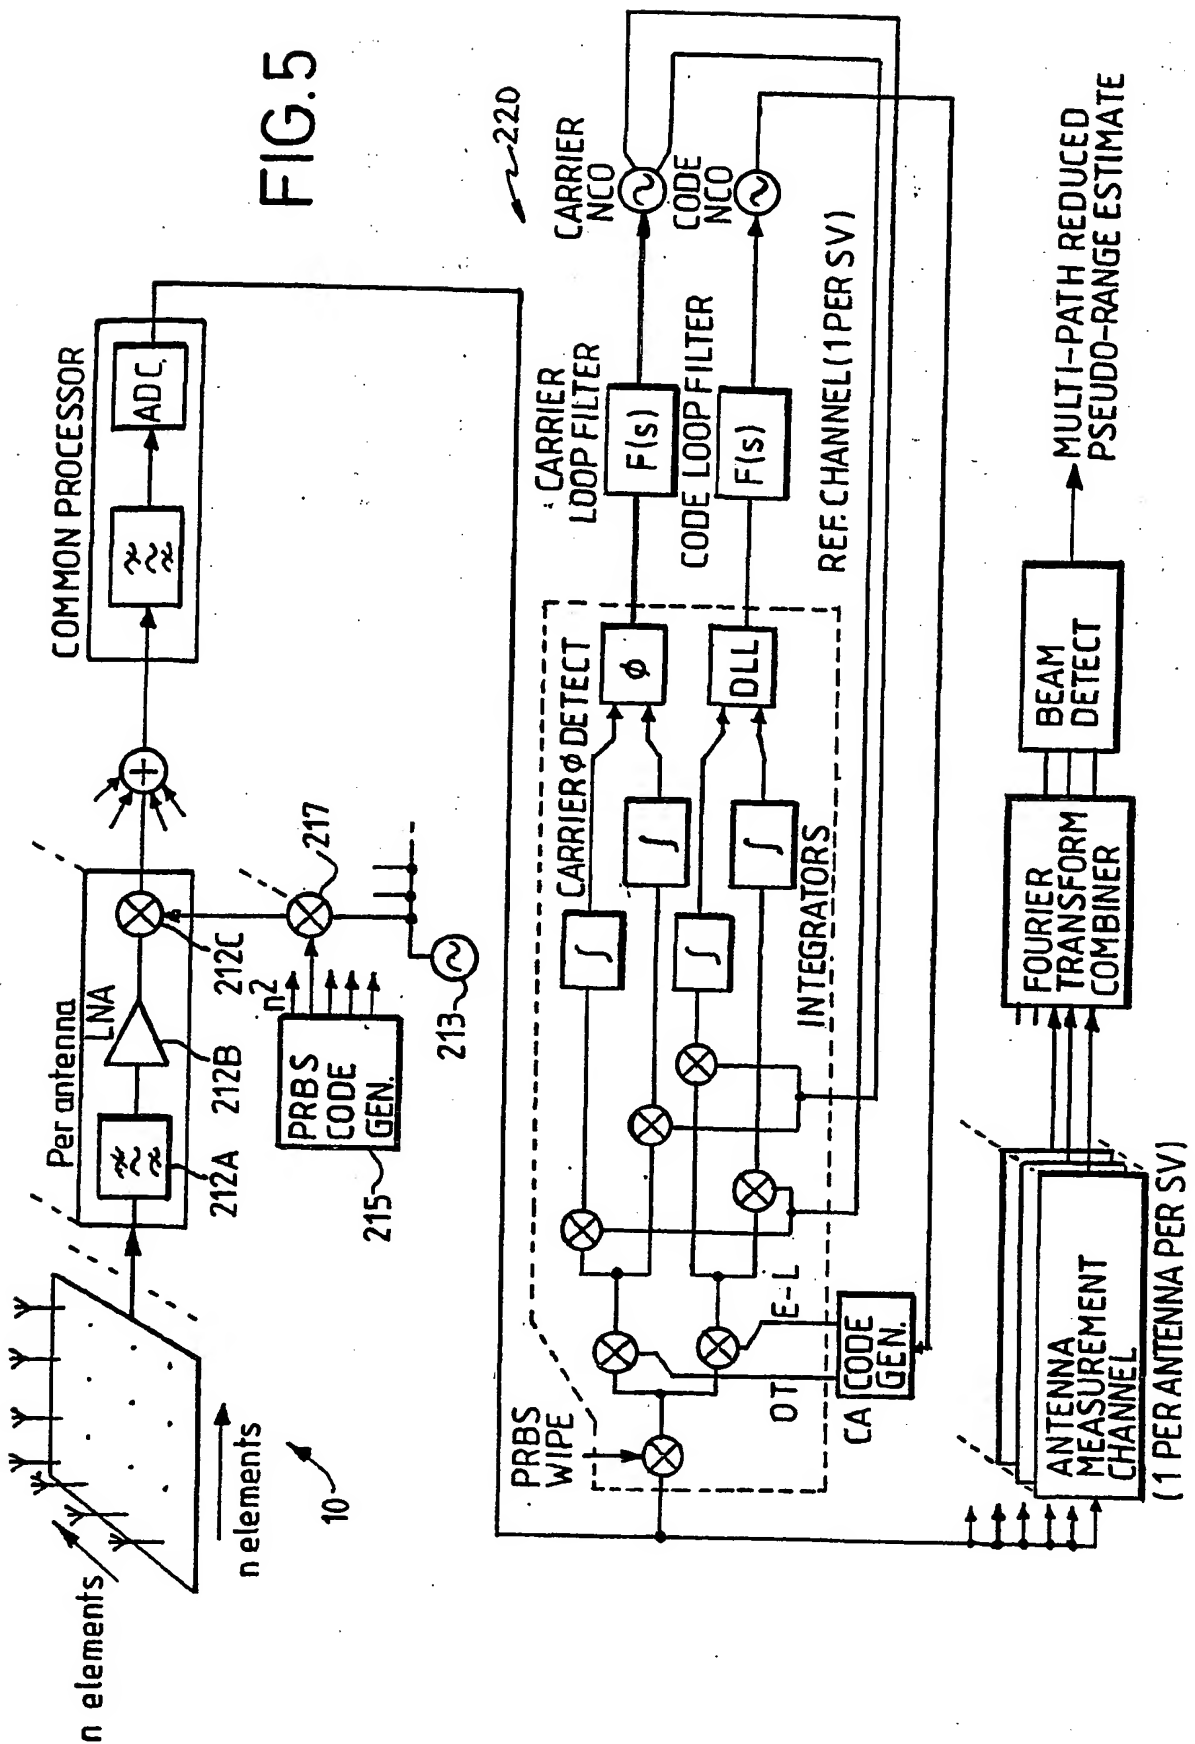 FIG.5
n elements
n elements
10
Per antenna
LNA
212A
212B
212C
n2
PRBS
CODE
GEN.
215
213
217
COMMON PROCESSOR
ADC
220
PRBS
WIPE
OT
E-L
CA
CODE
GEN.
CARRIER ϕ DETECT
∫
∫
∫
∫
INTEGRATORS
ϕ
DLL
CARRIER
LOOP FILTER
F(s)
CODE LOOP FILTER
F(s)
CARRIER
NCO
CODE
NCO
REF. CHANNEL (1 PER SV)
ANTENNA
MEASUREMENT
CHANNEL
(1 PER ANTENNA PER SV)
FOURIER
TRANSFORM
COMBINER
BEAM
DETECT
MULTI-PATH REDUCED
PSEUDO-RANGE ESTIMATE